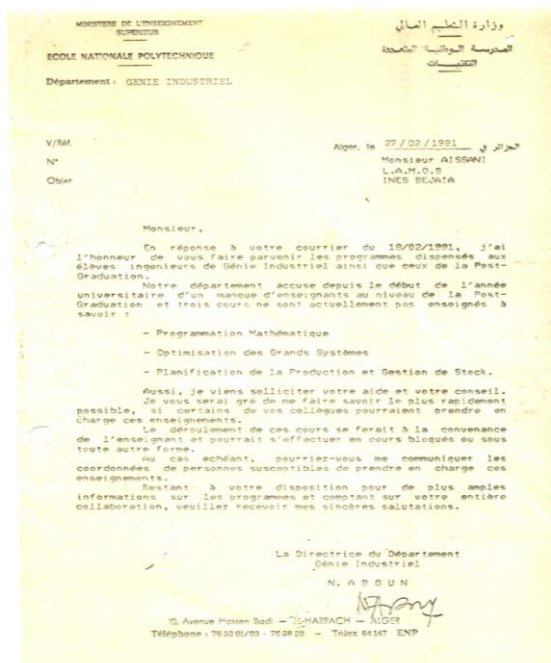 MINISTERE DE L'ENSEIGNEMENT
SUPERIEUR
ECOLE NATIONALE POLYTECHNIQUE
Département : GENIE INDUSTRIEL
وزارة التعليم العالي
المدرسة الوطنية المتعددة
التقنيـــات
V/Réf.
N°
Objet
Alger, le 27/02/1991 الجزائر في
Monsieur AISSANI
L.A.M.O.S
INES BEJAIA
Monsieur,
En réponse à votre courrier du 18/02/1991, j'ai
l'honneur de vous faire parvenir les programmes dispensés aux
élèves ingenieurs de Génie Industriel ainsi que ceux de la Post-
Graduation.
Notre département accuse depuis le début de l'année
universitaire d'un manque d'enseignants au niveau de la Post-
Graduation et trois cours ne sont actuellement pas enseignés à
savoir :
- Programmation Mathématique
- Optimisation des Grands Systèmes
- Planification de la Production et Gestion de Stock.
Aussi, je viens solliciter votre aide et votre conseil.
Je vous serai gré de me faire savoir le plus rapidement
possible, si certains de vos collègues pourraient prendre en
charge ces enseignements.
Le déroulement de ces cours se ferait à la convenance
de l'enseignant et pourrait s'effectuer en cours bloqués ou sous
toute autre forme.
Au cas echéant, pourriez-vous me communiquer les
coordonnées de personnes susceptibles de prendre en charge ces
enseignements.
Restant à votre disposition pour de plus amples
informations sur les programmes et comptant sur votre entière
collaboration, veuillez recevoir mes sincères salutations.
La Directrice du Département
Génie Industriel
N. AROUN
10, Avenue Hassen Badi — EL-HARRACH — ALGER
Téléphone : 76 53 01/03 - 76 59 29 — Télex 64 147 ENP